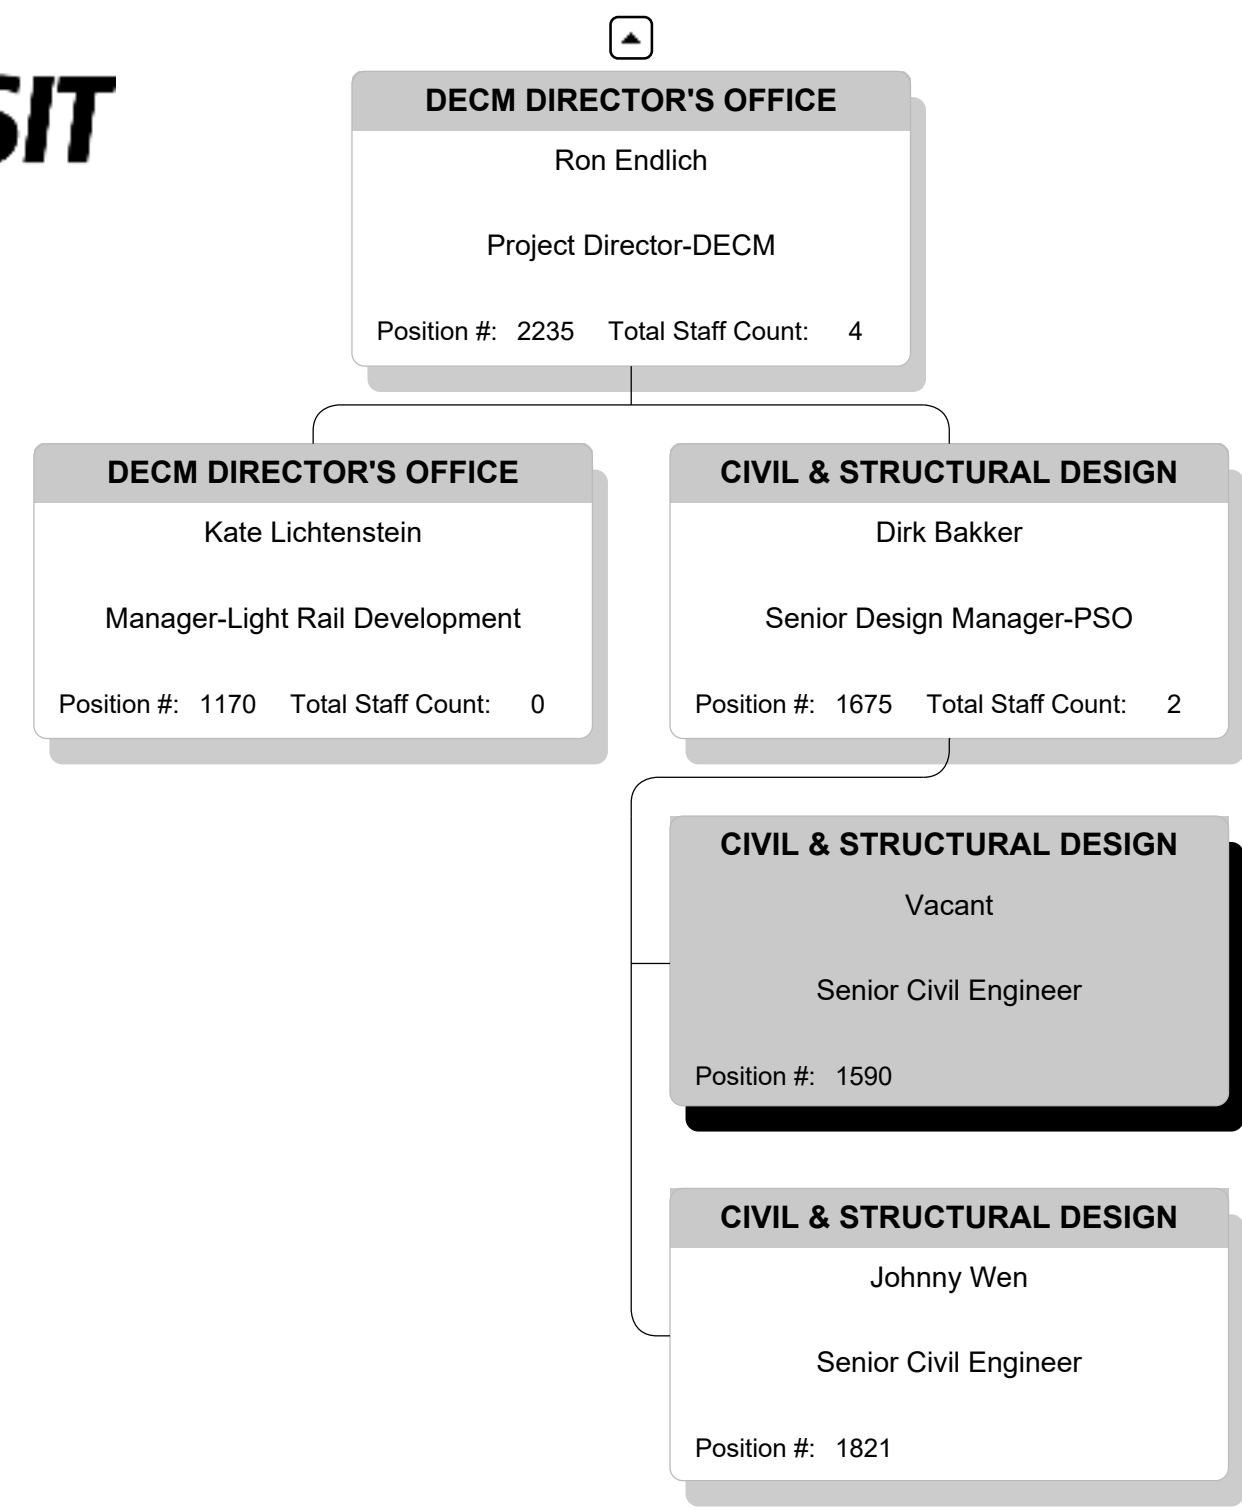 SIT
DECM DIRECTOR'S OFFICE
Ron Endlich
Project Director-DECM
Position #: 2235 Total Staff Count: 4
DECM DIRECTOR'S OFFICE
Kate Lichtenstein
Manager-Light Rail Development
Position #: 1170 Total Staff Count: 0
CIVIL & STRUCTURAL DESIGN
Dirk Bakker
Senior Design Manager-PSO
Position #: 1675 Total Staff Count: 2
CIVIL & STRUCTURAL DESIGN
Vacant
Senior Civil Engineer
Position #: 1590
CIVIL & STRUCTURAL DESIGN
Johnny Wen
Senior Civil Engineer
Position #: 1821